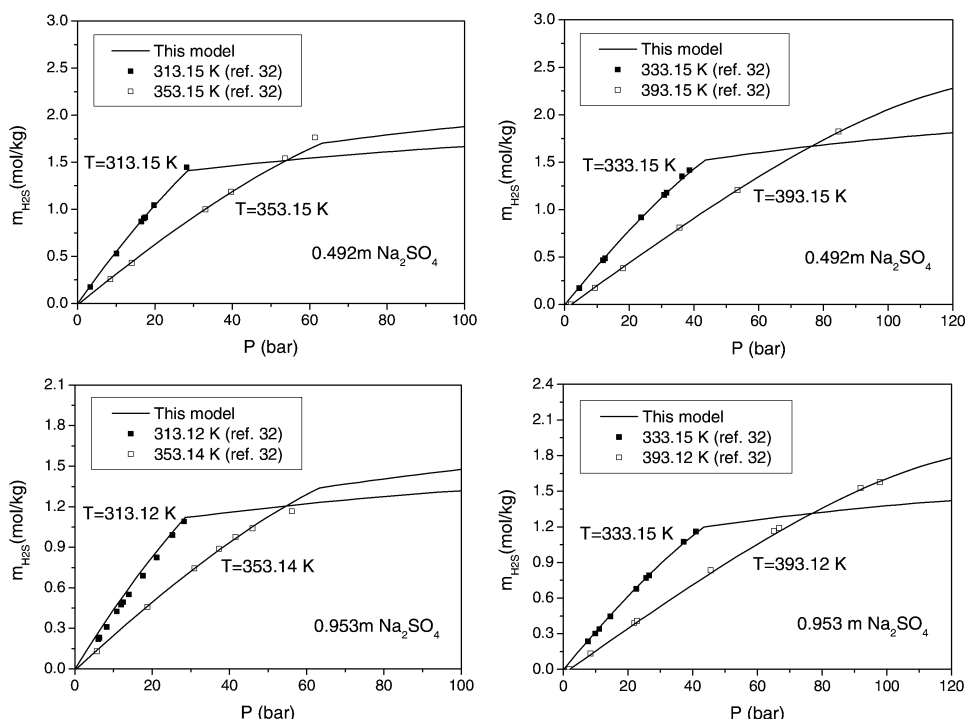 3.0
2.5
2.0
1.5
1.0
0.5
0.0
m_H2S(mol/kg)
This model
313.15 K (ref. 32)
353.15 K (ref. 32)
T=313.15 K
T=353.15 K
0.492m Na₂SO₄
0 20 40 60 80 100
P (bar)
3.0
2.5
2.0
1.5
1.0
0.5
0.0
m_H2S(mol/kg)
This model
333.15 K (ref. 32)
393.15 K (ref. 32)
T=333.15 K
T=393.15 K
0.492m Na₂SO₄
0 20 40 60 80 100 120
P (bar)
2.1
1.8
1.5
1.2
0.9
0.6
0.3
0.0
m_H2S(mol/kg)
This model
313.12 K (ref. 32)
353.14 K (ref. 32)
T=313.12 K
T=353.14 K
0.953m Na₂SO₄
0 20 40 60 80 100
P (bar)
2.4
2.1
1.8
1.5
1.2
0.9
0.6
0.3
0.0
m_H2S(mol/kg)
This model
333.15 K (ref. 32)
393.12 K (ref. 32)
T=333.15 K
T=393.12 K
0.953 m Na₂SO₄
0 20 40 60 80 100 120
P (bar)